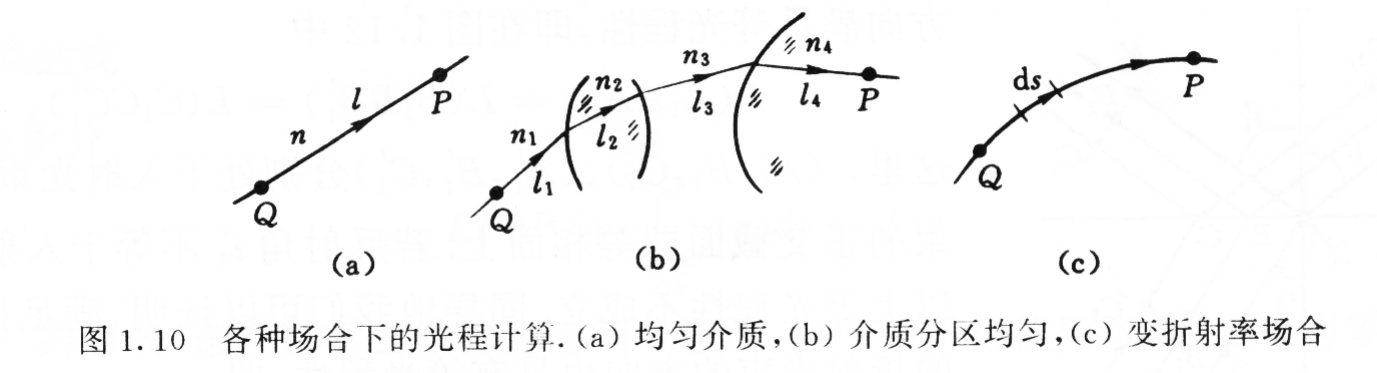 n
l
P
Q
(a)
n₁
l₁
n₂
l₂
n₃
l₃
n₄
l₄
P
Q
(b)
ds
P
Q
(c)
图 1.10 各种场合下的光程计算. (a) 均匀介质,(b) 介质分区均匀,(c) 变折射率场合